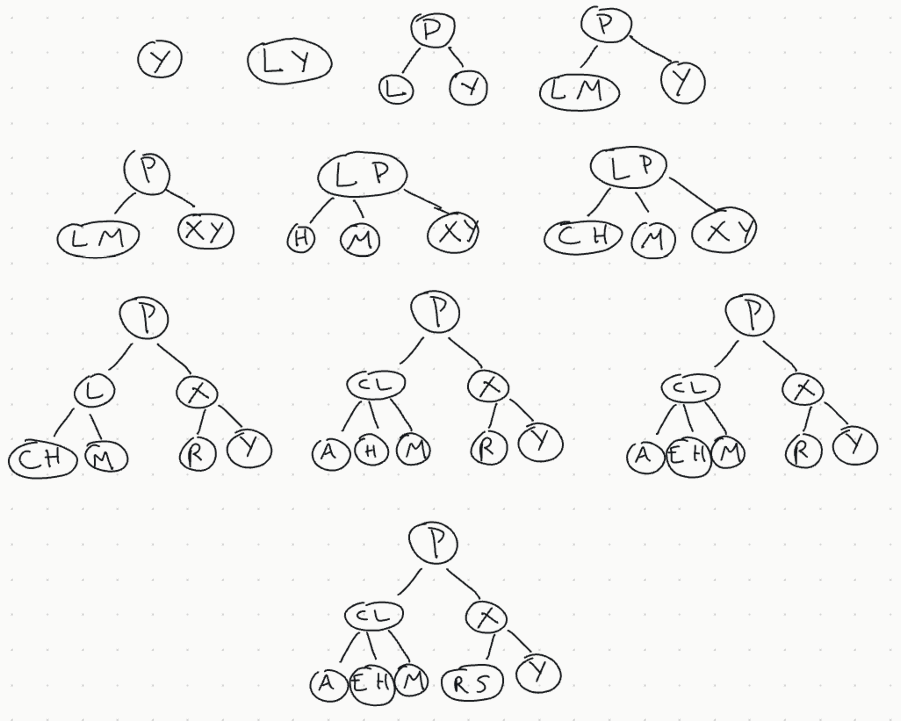 Y LY P P
L Y LM Y
P LP LP
LM XY H M XY CH M XY
P P P
L X CL X CL X
CH M R Y A H M R Y A EH M R Y
P
CL X
A EH M RS Y